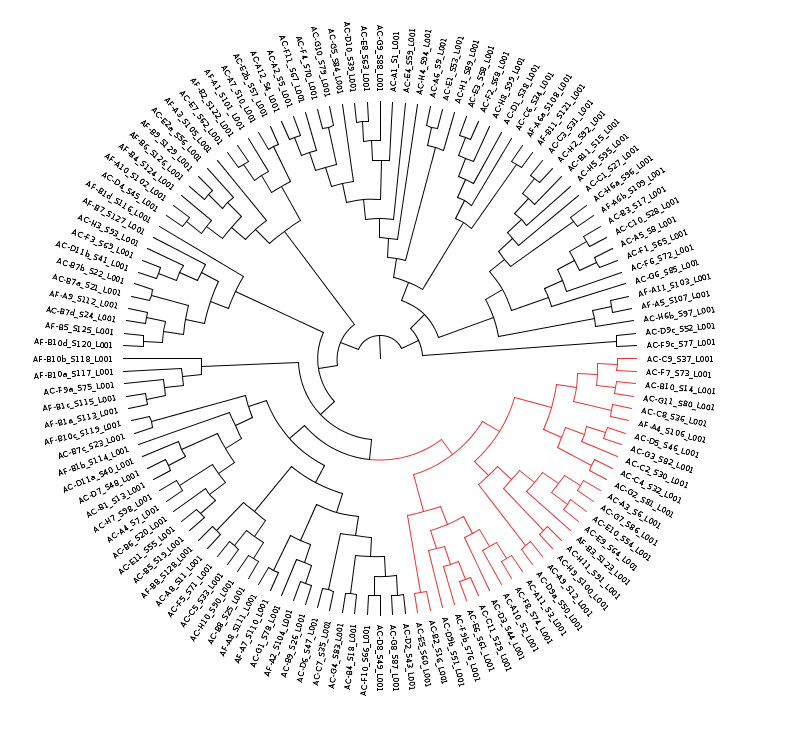 AC-A1_S1_L001
AC-E4_S59_L001
AC-H4_S94_L001
AC-A6_S9_L001
AC-E1_S53_L001
AC-H1_S89_L001
AC-E3_S58_L001
AC-F2_S68_L001
AC-H8_S99_L001
AC-D1_S38_L001
AC-C6_S34_L001
AF-A6a_S108_L001
AF-B11_S121_L001
AC-C3_S31_L001
AC-H2_S92_L001
AC-B11_S15_L001
AC-H5_S95_L001
AC-C1_S27_L001
AC-H6a_S96_L001
AF-A6b_S109_L001
AC-B3_S17_L001
AC-C10_S28_L001
AC-A5_S8_L001
AC-F1_S65_L001
AC-F6_S72_L001
AC-G6_S85_L001
AF-A11_S103_L001
AF-A5_S107_L001
AC-H6b_S97_L001
AC-D9c_S52_L001
AC-F9c_S77_L001
AC-C9_S37_L001
AC-F7_S73_L001
AC-B10_S14_L001
AC-G11_S80_L001
AC-C8_S36_L001
AF-A4_S106_L001
AC-D5_S46_L001
AC-G3_S82_L001
AC-C2_S30_L001
AC-C4_S32_L001
AC-G2_S81_L001
AC-A3_S6_L001
AC-G7_S86_L001
AC-E10_S54_L001
AC-E9_S64_L001
AF-B3_S123_L001
AC-H11_S91_L001
AC-H9_S100_L001
AC-A9_S12_L001
AC-D9a_S50_L001
AC-A11_S3_L001
AC-F8_S74_L001
AC-A10_S2_L001
AC-D3_S44_L001
AC-C11_S29_L001
AC-E6_S61_L001
AC-F9b_S76_L001
AC-D9b_S51_L001
AC-B2_S16_L001
AC-E5_S60_L001
AC-D2_S43_L001
AC-G8_S87_L001
AC-D8_S49_L001
AC-F10_S66_L001
AC-B4_S18_L001
AC-G4_S83_L001
AC-C7_S35_L001
AC-D6_S47_L001
AC-B9_S26_L001
AF-A2_S104_L001
AC-G1_S78_L001
AF-A7_S110_L001
AF-A8_S111_L001
AC-B8_S25_L001
AC-H10_S90_L001
AC-C5_S33_L001
AC-F5_S71_L001
AC-A8_S11_L001
AF-B8_S128_L001
AC-B5_S19_L001
AC-E11_S55_L001
AC-B6_S20_L001
AC-A4_S7_L001
AC-H7_S98_L001
AC-B1_S13_L001
AC-D7_S48_L001
AC-D11a_S40_L001
AF-B1b_S114_L001
AC-B7c_S23_L001
AF-B10c_S119_L001
AF-B1a_S113_L001
AF-B1c_S115_L001
AC-F9a_S75_L001
AF-B10a_S117_L001
AF-B10b_S118_L001
AF-B10d_S120_L001
AF-B5_S125_L001
AC-B7d_S24_L001
AF-A9_S112_L001
AC-B7a_S21_L001
AC-B7b_S22_L001
AC-D11b_S41_L001
AC-F3_S69_L001
AC-H3_S93_L001
AF-B7_S127_L001
AF-B1d_S116_L001
AC-D4_S45_L001
AF-A10_S102_L001
AF-B4_S124_L001
AF-B6_S126_L001
AF-B9_S129_L001
AC-E2a_S56_L001
AF-A3_S105_L001
AC-E7_S62_L001
AF-B2_S122_L001
AF-A1_S101_L001
AC-A7_S10_L001
AC-E2b_S57_L001
AC-A12_S4_L001
AC-A2_S5_L001
AC-F11_S67_L001
AC-F4_S70_L001
AC-G10_S79_L001
AC-G5_S84_L001
AC-D10_S39_L001
AC-E8_S63_L001
AC-G9_S88_L001